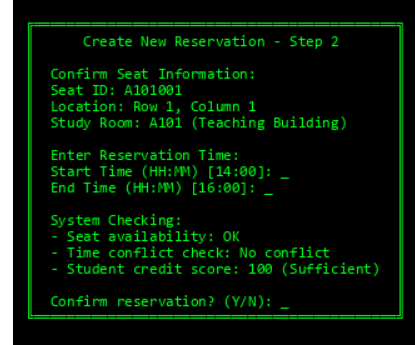 Create New Reservation - Step 2
Confirm Seat Information:
Seat ID: A101001
Location: Row 1, Column 1
Study Room: A101 (Teaching Building)
Enter Reservation Time:
Start Time (HH:MM) [14:00]: _
End Time (HH:MM) [16:00]: _
System Checking:
- Seat availability: OK
- Time conflict check: No conflict
- Student credit score: 100 (Sufficient)
Confirm reservation? (Y/N): _